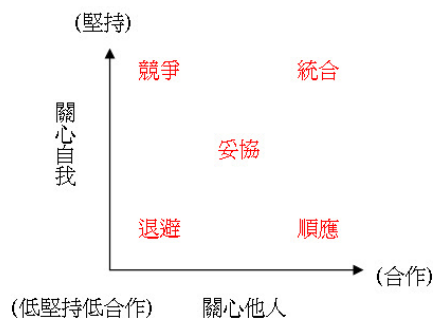 (堅持)
競爭 統合
關心自我
妥協
退避 順應
(合作)
(低堅持低合作) 關心他人